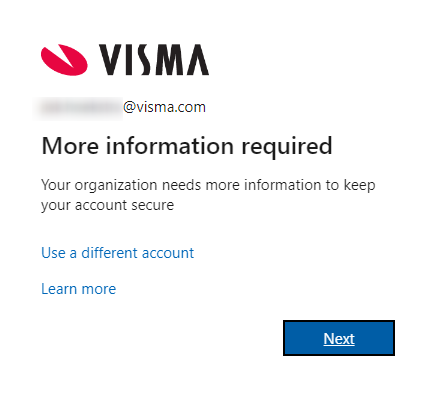 VISMA
@visma.com
More information required
Your organization needs more information to keep
your account secure
Use a different account
Learn more
Next